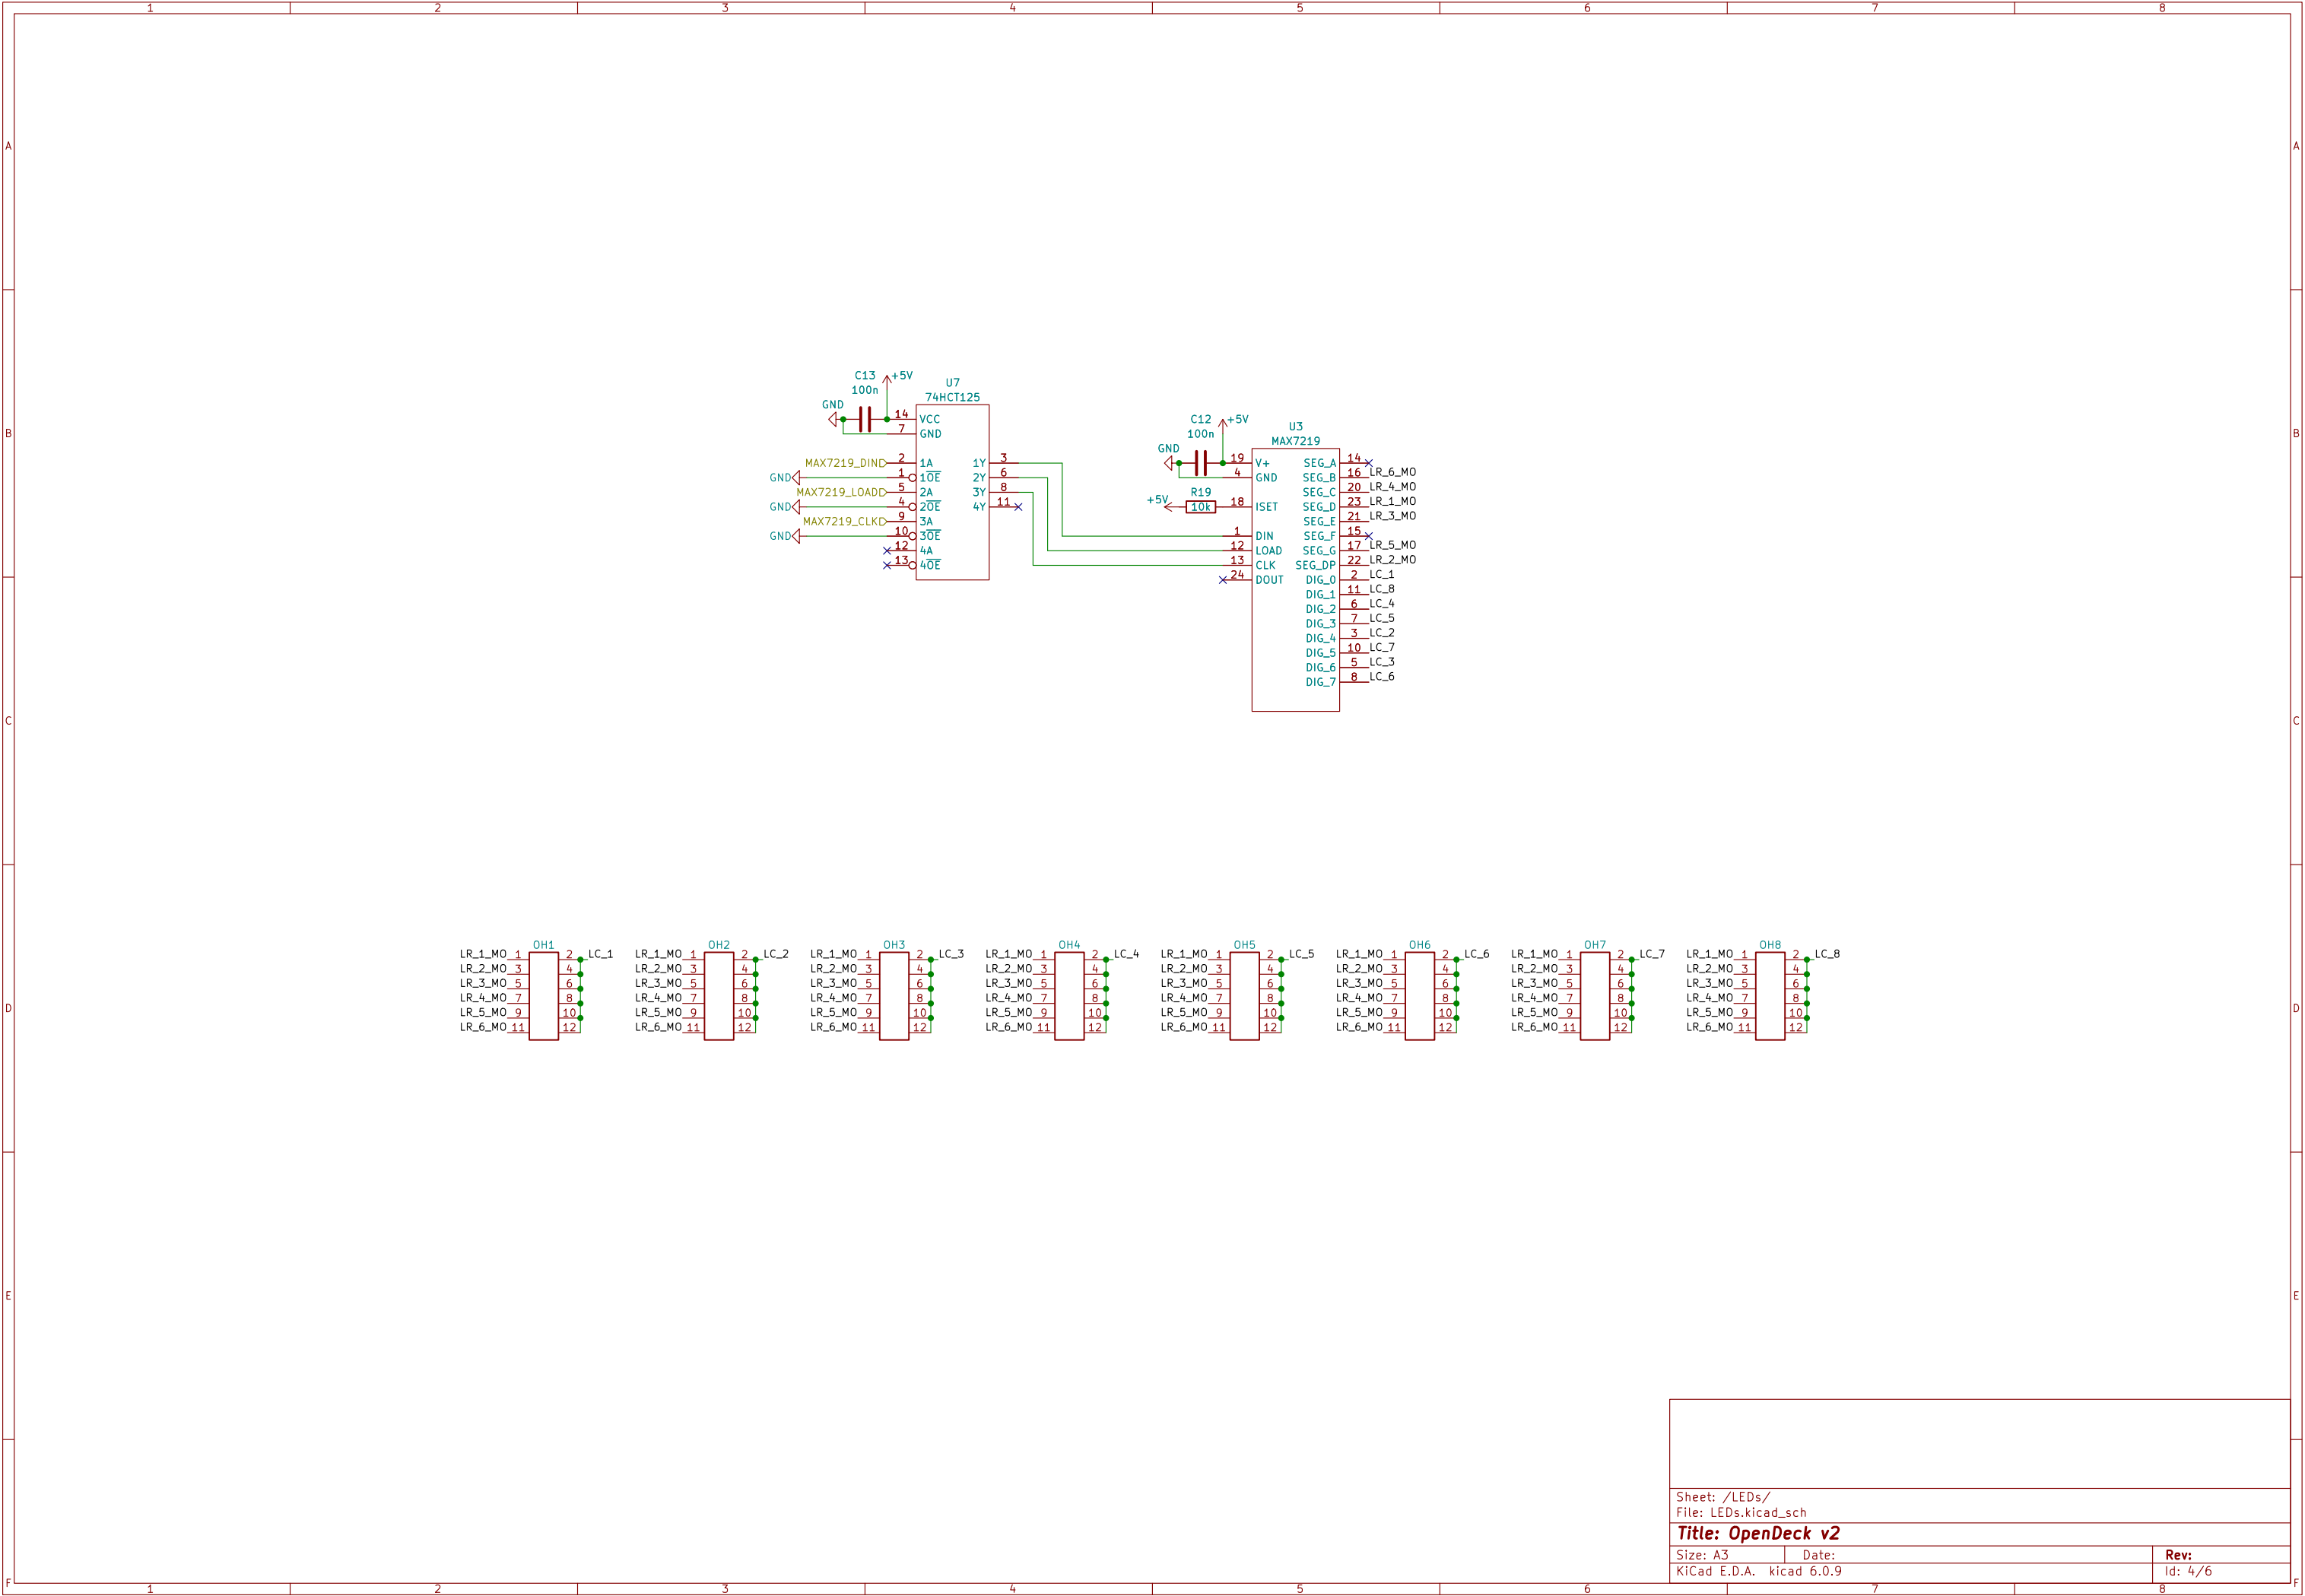 1 2 3 4 5 6 7 8
A A
C13 +5V
100n
GND
U7
74HCT125
14 VCC
7 GND
MAX7219_DIN 2 1A 1Y 3
GND 1 1OE 2Y 6
MAX7219_LOAD 5 2A 3Y 8
GND 4 2OE 4Y 11
MAX7219_CLK 9 3A
GND 10 3OE
12 4A
13 4OE
C12 +5V
100n
GND
U3
MAX7219
19 V+ SEG_A 14
4 GND SEG_B 16 LR_6_MO
SEG_C 20 LR_4_MO
+5V R19 10k 18 ISET SEG_D 23 LR_1_MO
SEG_E 21 LR_3_MO
1 DIN SEG_F 15
12 LOAD SEG_G 17 LR_5_MO
13 CLK SEG_DP 22 LR_2_MO
24 DOUT DIG_0 2 LC_1
DIG_1 11 LC_8
DIG_2 6 LC_4
DIG_3 7 LC_5
DIG_4 3 LC_2
DIG_5 10 LC_7
DIG_6 5 LC_3
DIG_7 8 LC_6
B B
C C
OH1
LR_1_MO 1 2 LC_1
LR_2_MO 3 4
LR_3_MO 5 6
LR_4_MO 7 8
LR_5_MO 9 10
LR_6_MO 11 12
OH2
LR_1_MO 1 2 LC_2
LR_2_MO 3 4
LR_3_MO 5 6
LR_4_MO 7 8
LR_5_MO 9 10
LR_6_MO 11 12
OH3
LR_1_MO 1 2 LC_3
LR_2_MO 3 4
LR_3_MO 5 6
LR_4_MO 7 8
LR_5_MO 9 10
LR_6_MO 11 12
OH4
LR_1_MO 1 2 LC_4
LR_2_MO 3 4
LR_3_MO 5 6
LR_4_MO 7 8
LR_5_MO 9 10
LR_6_MO 11 12
OH5
LR_1_MO 1 2 LC_5
LR_2_MO 3 4
LR_3_MO 5 6
LR_4_MO 7 8
LR_5_MO 9 10
LR_6_MO 11 12
OH6
LR_1_MO 1 2 LC_6
LR_2_MO 3 4
LR_3_MO 5 6
LR_4_MO 7 8
LR_5_MO 9 10
LR_6_MO 11 12
OH7
LR_1_MO 1 2 LC_7
LR_2_MO 3 4
LR_3_MO 5 6
LR_4_MO 7 8
LR_5_MO 9 10
LR_6_MO 11 12
OH8
LR_1_MO 1 2 LC_8
LR_2_MO 3 4
LR_3_MO 5 6
LR_4_MO 7 8
LR_5_MO 9 10
LR_6_MO 11 12
D D
E E
Sheet: /LEDs/
File: LEDs.kicad_sch
Title: OpenDeck v2
Size: A3 Date: Rev:
KiCad E.D.A. kicad 6.0.9 Id: 4/6
F F
1 2 3 4 5 6 7 8